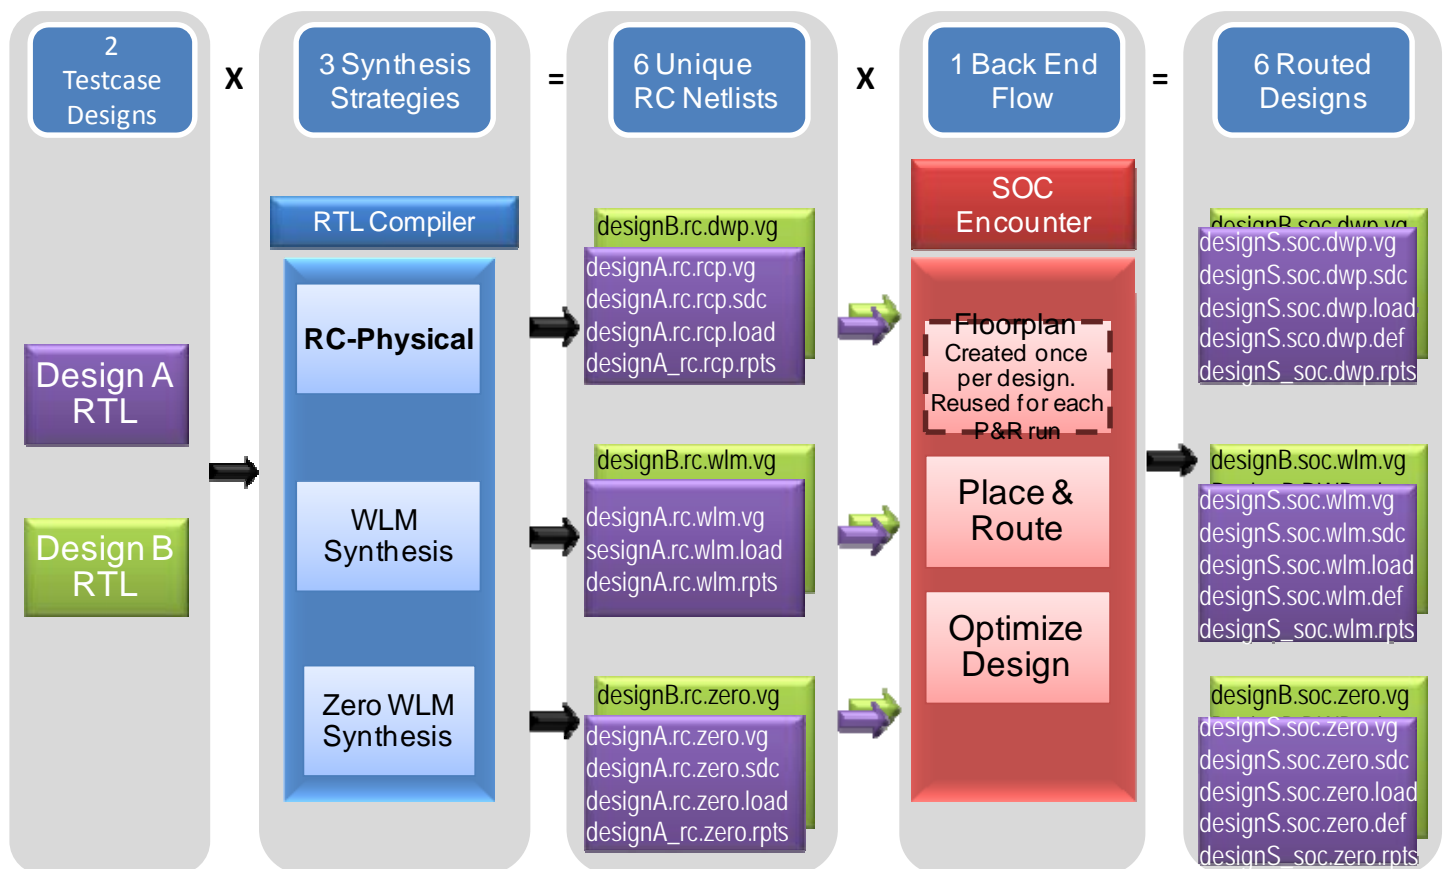 2
Testcase
Designs
X
3 Synthesis
Strategies
=
6 Unique
RC Netlists
X
1 Back End
Flow
=
6 Routed
Designs
Design A
RTL
Design B
RTL
RTL Compiler
RC-Physical
WLM
Synthesis
Zero WLM
Synthesis
designB.rc.dwp.vg
designA.rc.rcp.vg
designA.rc.rcp.sdc
designA.rc.rcp.load
designA_rc.rcp.rpts
designB.rc.wlm.vg
designA.rc.wlm.vg
sesignA.rc.wlm.load
designA.rc.wlm.rpts
designB.rc.zero.vg
designA.rc.zero.vg
designA.rc.zero.sdc
designA.rc.zero.load
designA_rc.zero.rpts
SOC
Encounter
Floorplan
Created once
per design.
Reused for each
P&R run
Place &
Route
Optimize
Design
designB.soc.dwp.vg
designS.soc.dwp.vg
designS.soc.dwp.sdc
designS.soc.dwp.load
designS.sco.dwp.def
designS_soc.dwp.rpts
designB.soc.wlm.vg
designS.soc.wlm.vg
designS.soc.wlm.sdc
designS.soc.wlm.load
designS.soc.wlm.def
designS_soc.wlm.rpts
designB.soc.zero.vg
designS.soc.zero.vg
designS.soc.zero.sdc
designS.soc.zero.load
designS.soc.zero.def
designS_soc.zero.rpts